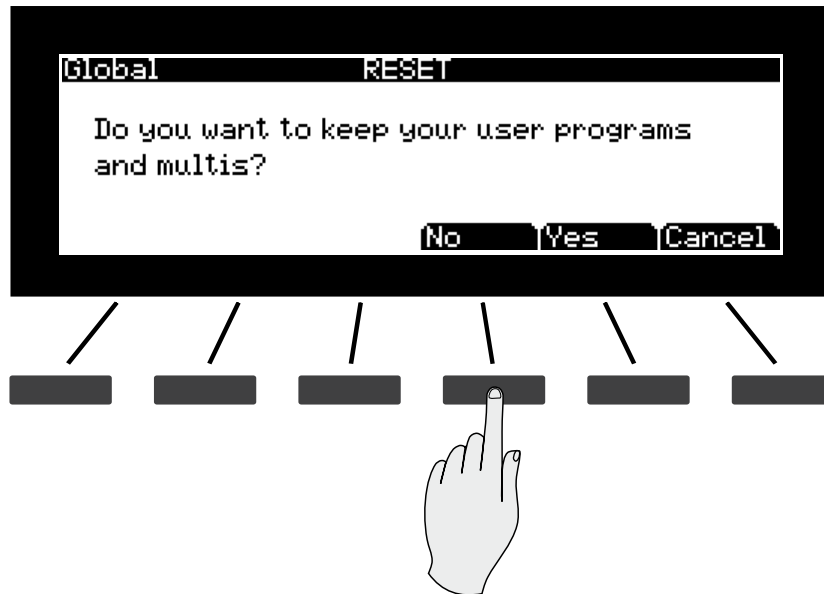 Global RESET
Do you want to keep your user programs
and multis?
No Yes Cancel